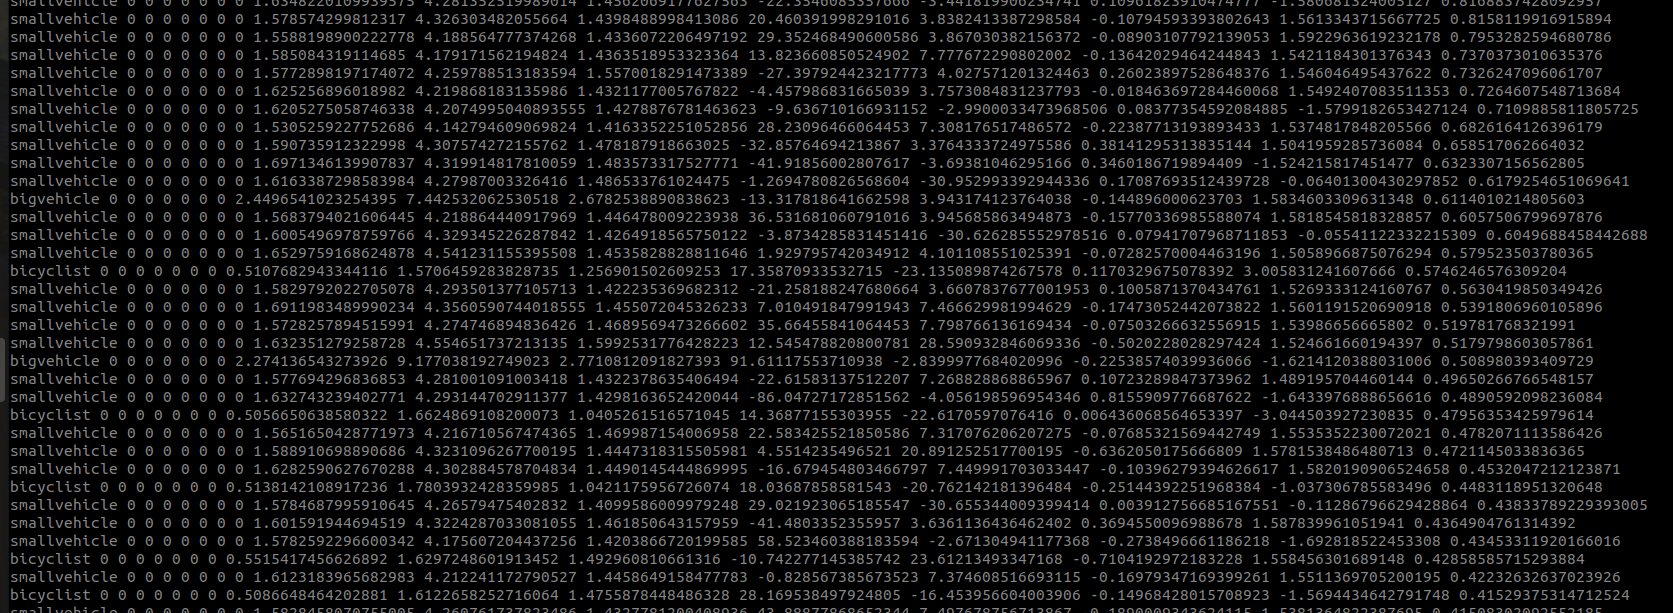 smallvehicle 0 0 0 0 0 0 0 1.578574299812317 4.326303482055664 1.4398488998413086 20.460391998291016 3.8382413387298584 -0.10794593393802643 1.5613343715667725 0.8158119916915894
smallvehicle 0 0 0 0 0 0 0 1.5588198900222778 4.188564777374268 1.4336072206497192 29.352468490600586 3.867030382156372 -0.08903107792139053 1.5922963619232178 0.7953282594680786
smallvehicle 0 0 0 0 0 0 0 1.585084319114685 4.179171562194824 1.4363518953323364 13.823660850524902 7.777672290802002 -0.13642029464244843 1.5421184301376343 0.7370373010635376
smallvehicle 0 0 0 0 0 0 0 1.5772898197174072 4.259788513183594 1.5570018291473389 -27.397924423217773 4.027571201324463 0.26023897528648376 1.546046495437622 0.7326247096061707
smallvehicle 0 0 0 0 0 0 0 1.625256896018982 4.219868183135986 1.4321177005767822 -4.457986831665039 3.7573084831237793 -0.018463697284460068 1.5492407083511353 0.7264607548713684
smallvehicle 0 0 0 0 0 0 0 1.6205275058746338 4.2074995040893555 1.4278876781463623 -9.636710166931152 -2.9900033473968506 0.08377354592084885 -1.5799182653427124 0.7109885811805725
smallvehicle 0 0 0 0 0 0 0 1.5305259227752686 4.142794609069824 1.4163352251052856 28.23096466064453 7.308176517486572 -0.22387713193893433 1.5374817848205566 0.6826164126396179
smallvehicle 0 0 0 0 0 0 0 1.590735912322998 4.307574272155762 1.478187918663025 -32.85764694213867 3.3764333724975586 0.38141295313835144 1.5041959285736084 0.658517062664032
smallvehicle 0 0 0 0 0 0 0 1.6971346139907837 4.319914817810059 1.483573317527771 -41.91856002807617 -3.69381046295166 0.3460186719894409 -1.524215817451477 0.6323307156562805
smallvehicle 0 0 0 0 0 0 0 1.6163387298583984 4.27987003326416 1.486533761024475 -1.2694780826568604 -30.952993392944336 0.17087693512439728 -0.06401300430297852 0.6179254651069641
bigvehicle 0 0 0 0 0 0 0 2.4496541023254395 7.442532062530518 2.6782538890838623 -13.317818641662598 3.943174123764038 -0.144896000623703 1.5834603309631348 0.6114010214805603
smallvehicle 0 0 0 0 0 0 0 1.5683794021606445 4.218864440917969 1.446478009223938 36.531681060791016 3.945685863494873 -0.15770336985588074 1.5818545818328857 0.6057506799697876
smallvehicle 0 0 0 0 0 0 0 1.6005496978759766 4.329345226287842 1.4264918565750122 -3.8734285831451416 -30.626285552978516 0.07941707968711853 -0.05541122332215309 0.6049688458442688
smallvehicle 0 0 0 0 0 0 0 1.6529759168624878 4.541231155395508 1.4535828828811646 1.929795742034912 4.101108551025391 -0.07282570004463196 1.5058966875076294 0.579523503780365
bicyclist 0 0 0 0 0 0 0 0.510768294334411​6 1.5706459283828735 1.256901502609253 17.35870933532715 -23.135089874267578 0.1170329675078392 3.005831241607666 0.5746246576309204
smallvehicle 0 0 0 0 0 0 0 1.5829792022705078 4.293501377105713 1.422235369682312 -21.258188247680664 3.6607837677001953 0.1005871370434761 1.5269333124160767 0.5630419850349426
smallvehicle 0 0 0 0 0 0 0 1.6911983489990234 4.3560590744018555 1.455072045326233 7.010491847991943 7.466629981994629 -0.17473052442073822 1.560119152069​0918 0.5391806960105896
smallvehicle 0 0 0 0 0 0 0 1.5728257894515991 4.274746894836426 1.4689569473266602 35.66455841064453 7.798766136169434 -0.07503266632556915 1.53986656665802 0.519781768321991
smallvehicle 0 0 0 0 0 0 0 1.632351279258728 4.554651737213135 1.5992531776428223 12.545478820800781 28.590932846069336 -0.5020228028297424 1.524661660194397 0.5179798603057861
bigvehicle 0 0 0 0 0 0 0 2.274136543273926 9.177038192749023 2.7710812091827393 91.61117553710938 -2.8399977684020996 -0.22538574039936066 -1.6214120388031006 0.508980393409729
smallvehicle 0 0 0 0 0 0 0 1.577694296836853 4.281001091003418 1.4322378635406494 -22.61583137512207 7.268828868865967 0.10723289847373962 1.489195704460144 0.49650266766548157
smallvehicle 0 0 0 0 0 0 0 1.632743239402771 4.293144702911377 1.4298163652420044 -86.04727172851562 -4.056198596954346 0.8155909776687622 -1.6433976888656616 0.4890592098236084
bicyclist 0 0 0 0 0 0 0 0.5056650638580322 1.6624869108200073 1.0405261516571045 14.368771553039​55 -22.6170597076416 0.006436068564653397 -3.044503927230835 0.47956353425979614
smallvehicle 0 0 0 0 0 0 0 1.5651650428771973 4.216710567474365 1.469987154006958 22.583425521850586 7.317076206207275 -0.07685321569442749 1.5535352230072021 0.4782071113586426
smallvehicle 0 0 0 0 0 0 0 1.588910698890686 4.323109626770​0195 1.4447318315505981 4.5514235496521 20.891252517700195 -0.6362050175666809 1.5781538486480713 0.4721145033836365
smallvehicle 0 0 0 0 0 0 0 1.6282590627670288 4.302884578704834 1.4490145444869995 -16.679454803466797 7.449991703033447 -0.10396279394626617 1.5820190906524658 0.4532047212123871
bicyclist 0 0 0 0 0 0 0 0.5138142108917236 1.7803932428359985 1.0421175956726074 18.03687858581543 -20.762142181396484 -0.25144392251968384 -1.037306785583496 0.4483118951320648
smallvehicle 0 0 0 0 0 0 0 1.5784687995910645 4.26579475402832 1.4099586009979248 29.021923065185547 -30.655344009399414 0.003912756685167551 -0.11286796629428864 0.43833789229393005
smallvehicle 0 0 0 0 0 0 0 1.601591944694519 4.3224287033081055 1.461850643157959 -41.4803352355957 3.6361136436462402 0.3694550096988678 1.587839961051941 0.4364904761314392
smallvehicle 0 0 0 0 0 0 0 1.5782592296600342 4.175607204437256 1.4203866720199585 58.523460388183594 -2.671304941177368 -0.2738496661186218 -1.692818522453308 0.43453311920166016
bicyclist 0 0 0 0 0 0 0 0.5515417456626892 1.6297248601913452 1.492960810661316 -10.742277145385742 23.61213493347168 -0.7104192972183228 1.558456301689148 0.42858585715293884
smallvehicle 0 0 0 0 0 0 0 1.6123183965682983 4.212241172790527 1.4458649158477783 -0.828567385673523 7.374608516693115 -0.16979347169399261 1.5511369705200195 0.42232632637023926
bicyclist 0 0 0 0 0 0 0 0.5086648464202881 1.6122658252716064 1.4755878448486328 28.169538497924805 -16.453956604003906 -0.14968428015708923 -1.5694434642791748 0.41529375314712524